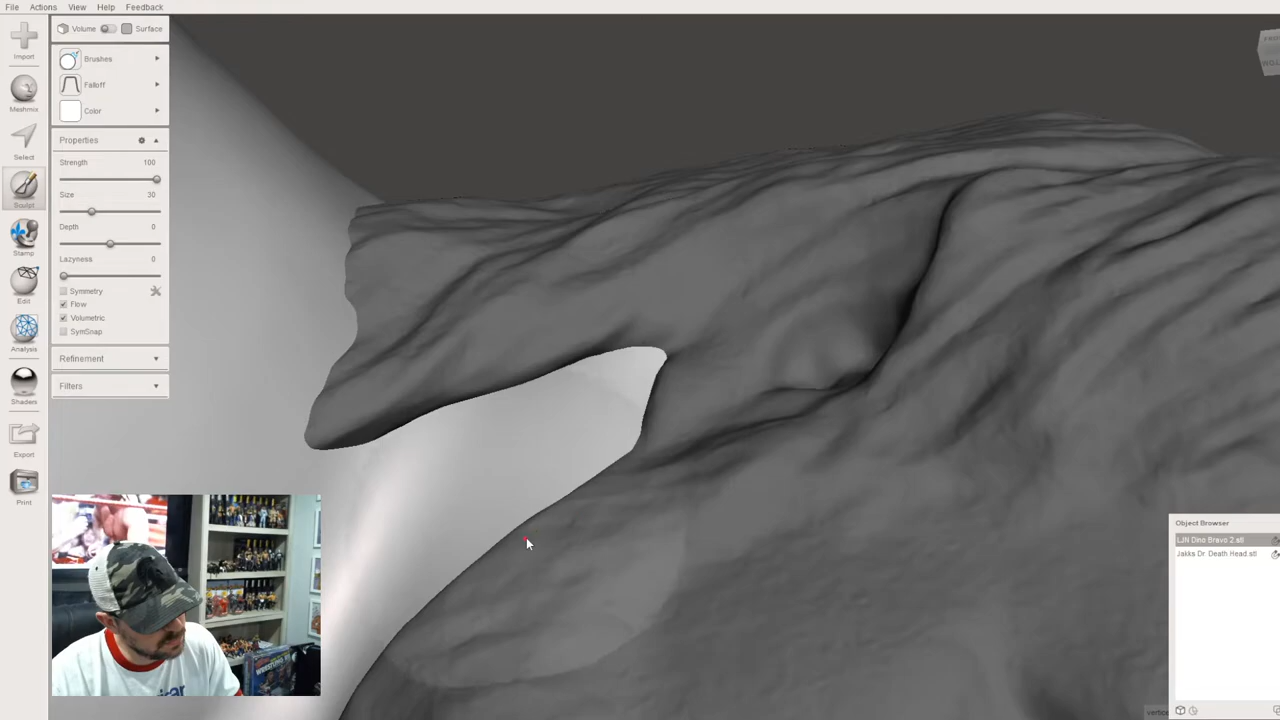 File Actions View Help Feedback
Import
Meshmix
Select
Sculpt
Stamp
Edit
Analysis
Shaders
Export
Print
Volume Surface
Brushes
Falloff
Color
Properties
Strength 100
Size 30
Depth 0
Lazyness 0
Symmetry
Flow
Volumetric
SymSnap
Refinement
Filters
Object Browser
LJN Dino Bravo 2.stl
Jakks Dr. Death Head.stl